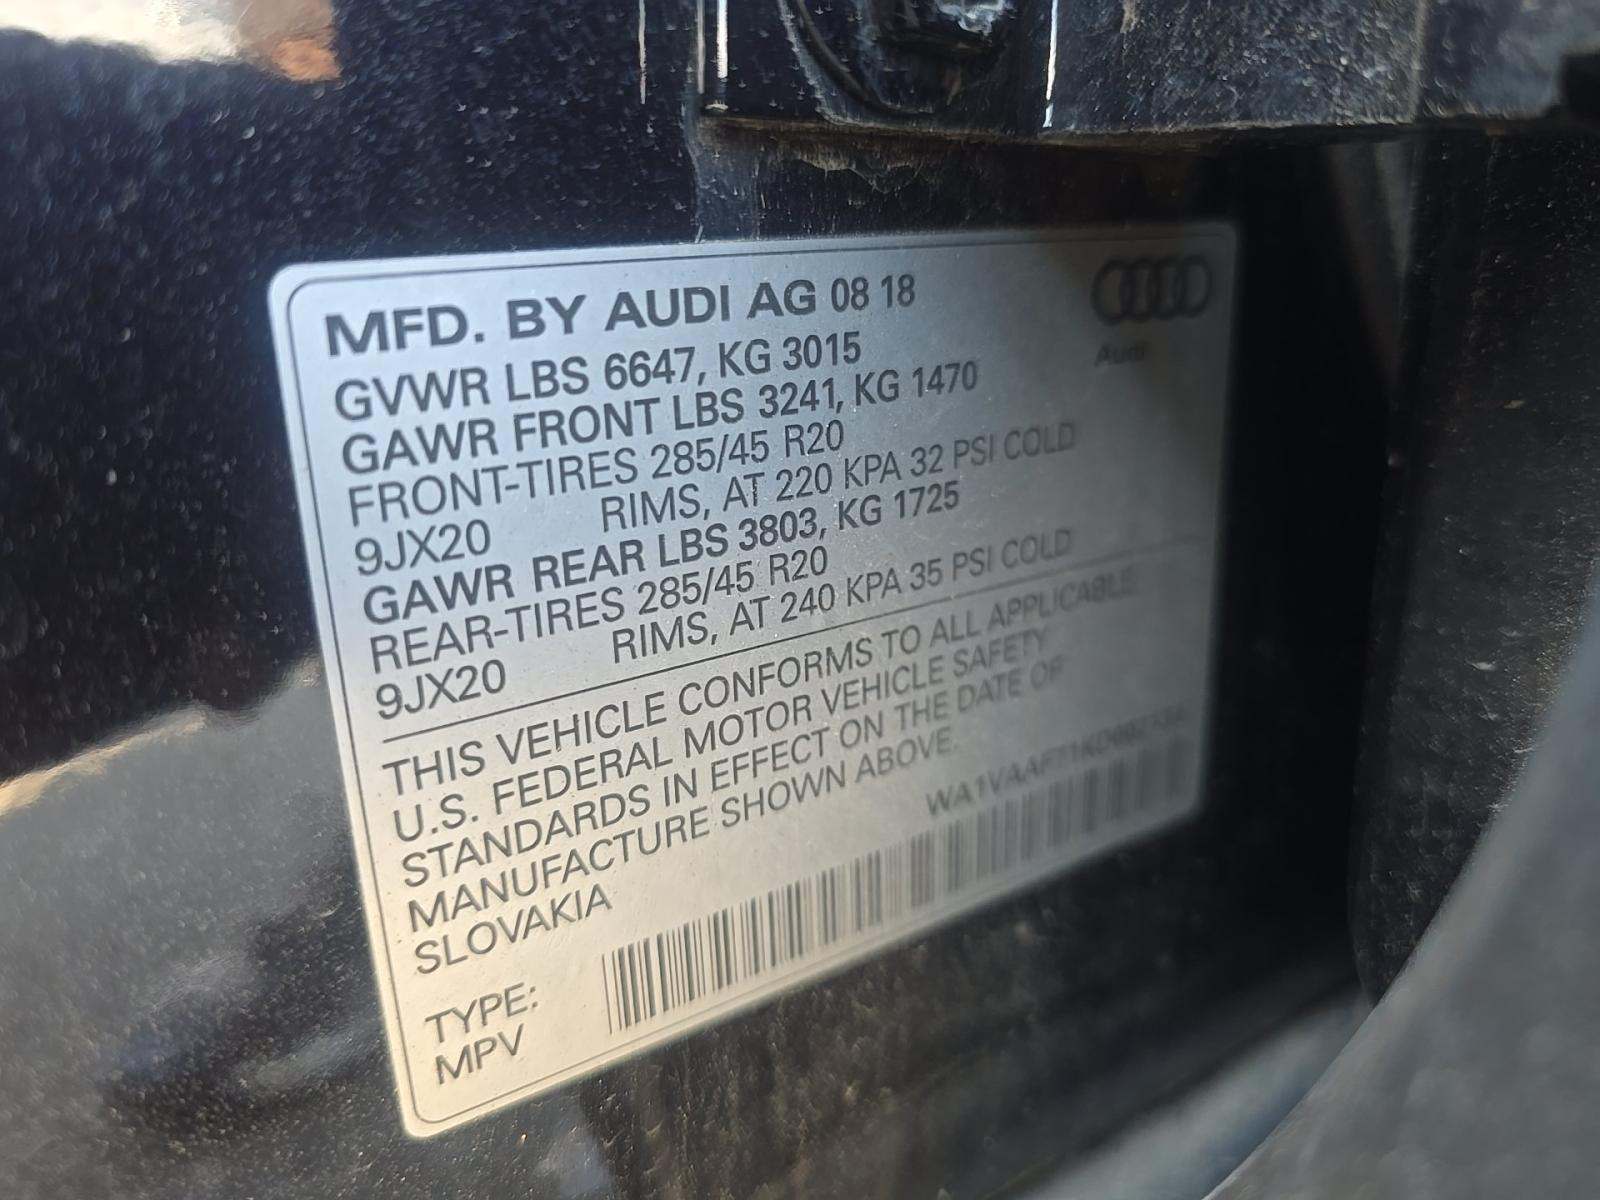 MFD. BY AUDI AG 08 18
GVWR LBS 6647, KG 3015
GAWR FRONT LBS 3241, KG 1470
FRONT-TIRES 285/45 R20
9JX20 RIMS, AT 220 KPA 32 PSI COLD
GAWR REAR LBS 3803, KG 1725
REAR-TIRES 285/45 R20
9JX20 RIMS, AT 240 KPA 35 PSI COLD
Audi
THIS VEHICLE CONFORMS TO ALL APPLICABLE
U.S. FEDERAL MOTOR VEHICLE SAFETY
STANDARDS IN EFFECT ON THE DATE OF
MANUFACTURE SHOWN ABOVE.
SLOVAKIA
TYPE:
MPV